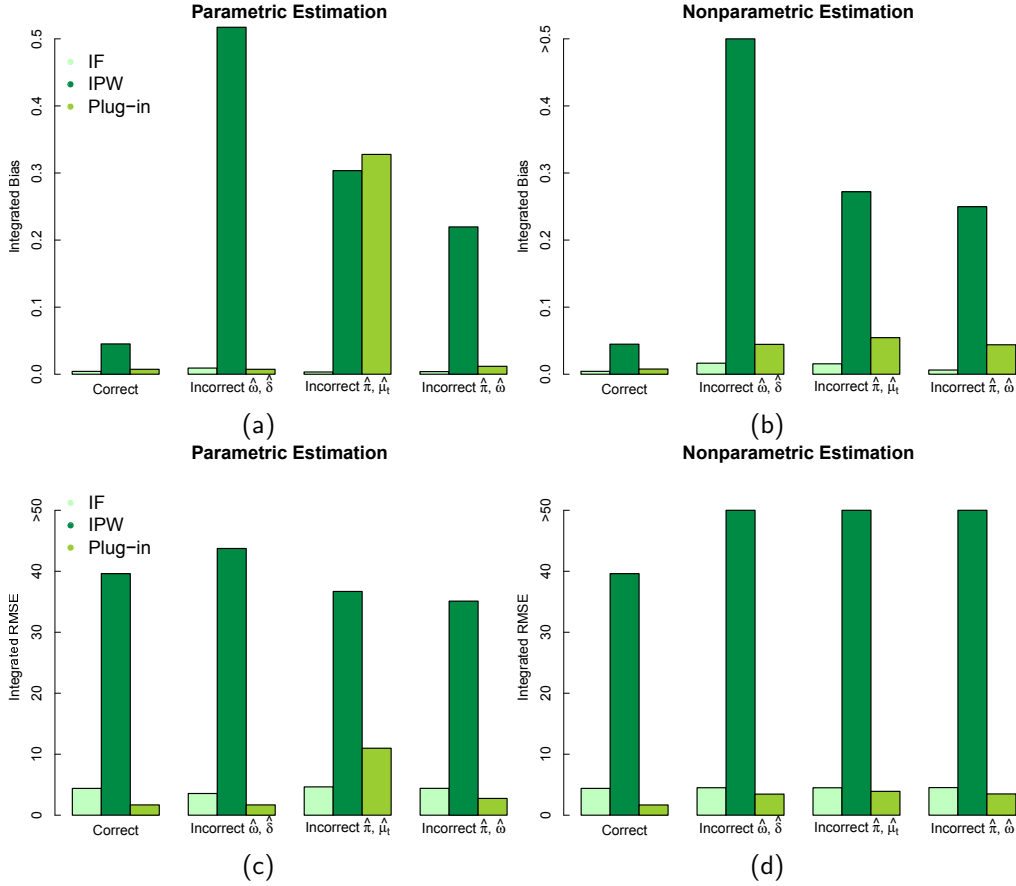 Parametric Estimation
Integrated Bias
0.5
0.4
0.3
0.2
0.1
0.0
IF
IPW
Plug−in
Correct
Incorrect ω̂, δ̂
Incorrect π̂, μ̂t
Incorrect π̂, ω̂
(a)
Nonparametric Estimation
Integrated Bias
>0.5
0.4
0.3
0.2
0.1
0.0
Correct
Incorrect ω̂, δ̂
Incorrect π̂, μ̂t
Incorrect π̂, ω̂
(b)
Parametric Estimation
Integrated RMSE
>50
40
30
20
10
0
IF
IPW
Plug−in
Correct
Incorrect ω̂, δ̂
Incorrect π̂, μ̂t
Incorrect π̂, ω̂
(c)
Nonparametric Estimation
Integrated RMSE
>50
40
30
20
10
0
Correct
Incorrect ω̂, δ̂
Incorrect π̂, μ̂t
Incorrect π̂, ω̂
(d)